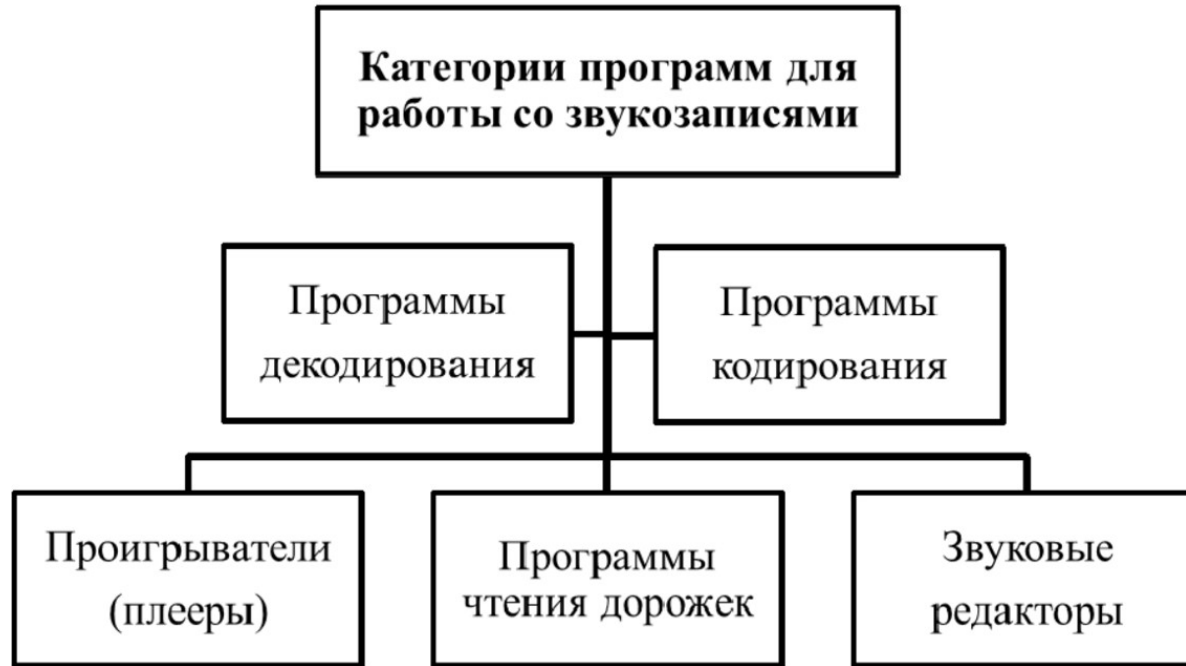 Категории программ для
работы со звукозаписями
Программы
декодирования
Программы
кодирования
Проигрыватели
(плееры)
Программы
чтения дорожек
Звуковые
редакторы